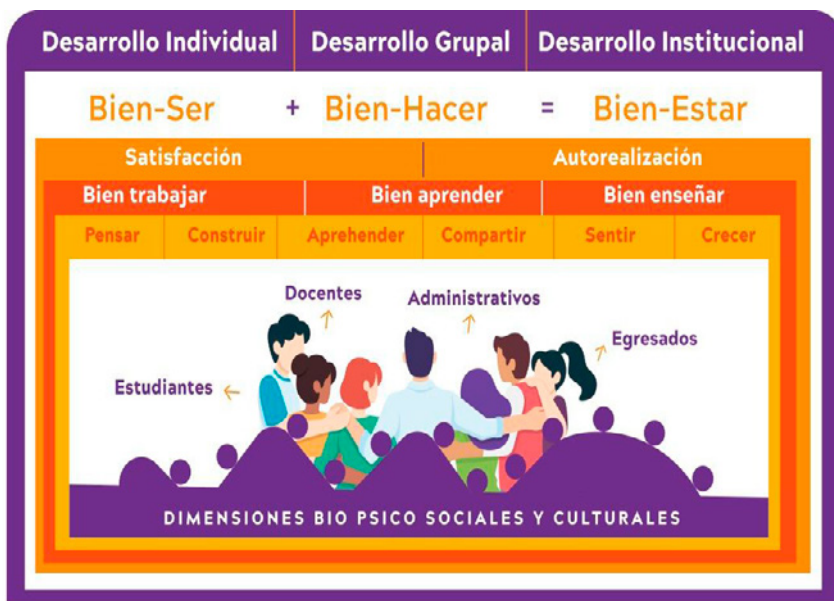 Desarrollo Individual Desarrollo Grupal Desarrollo Institucional
Bien-Ser + Bien-Hacer = Bien-Estar
Satisfacción Autorealización
Bien trabajar Bien aprender Bien enseñar
Pensar Construir Aprehender Compartir Sentir Crecer
Docentes
Administrativos
Egresados
Estudiantes
DIMENSIONES BIO PSICO SOCIALES Y CULTURALES